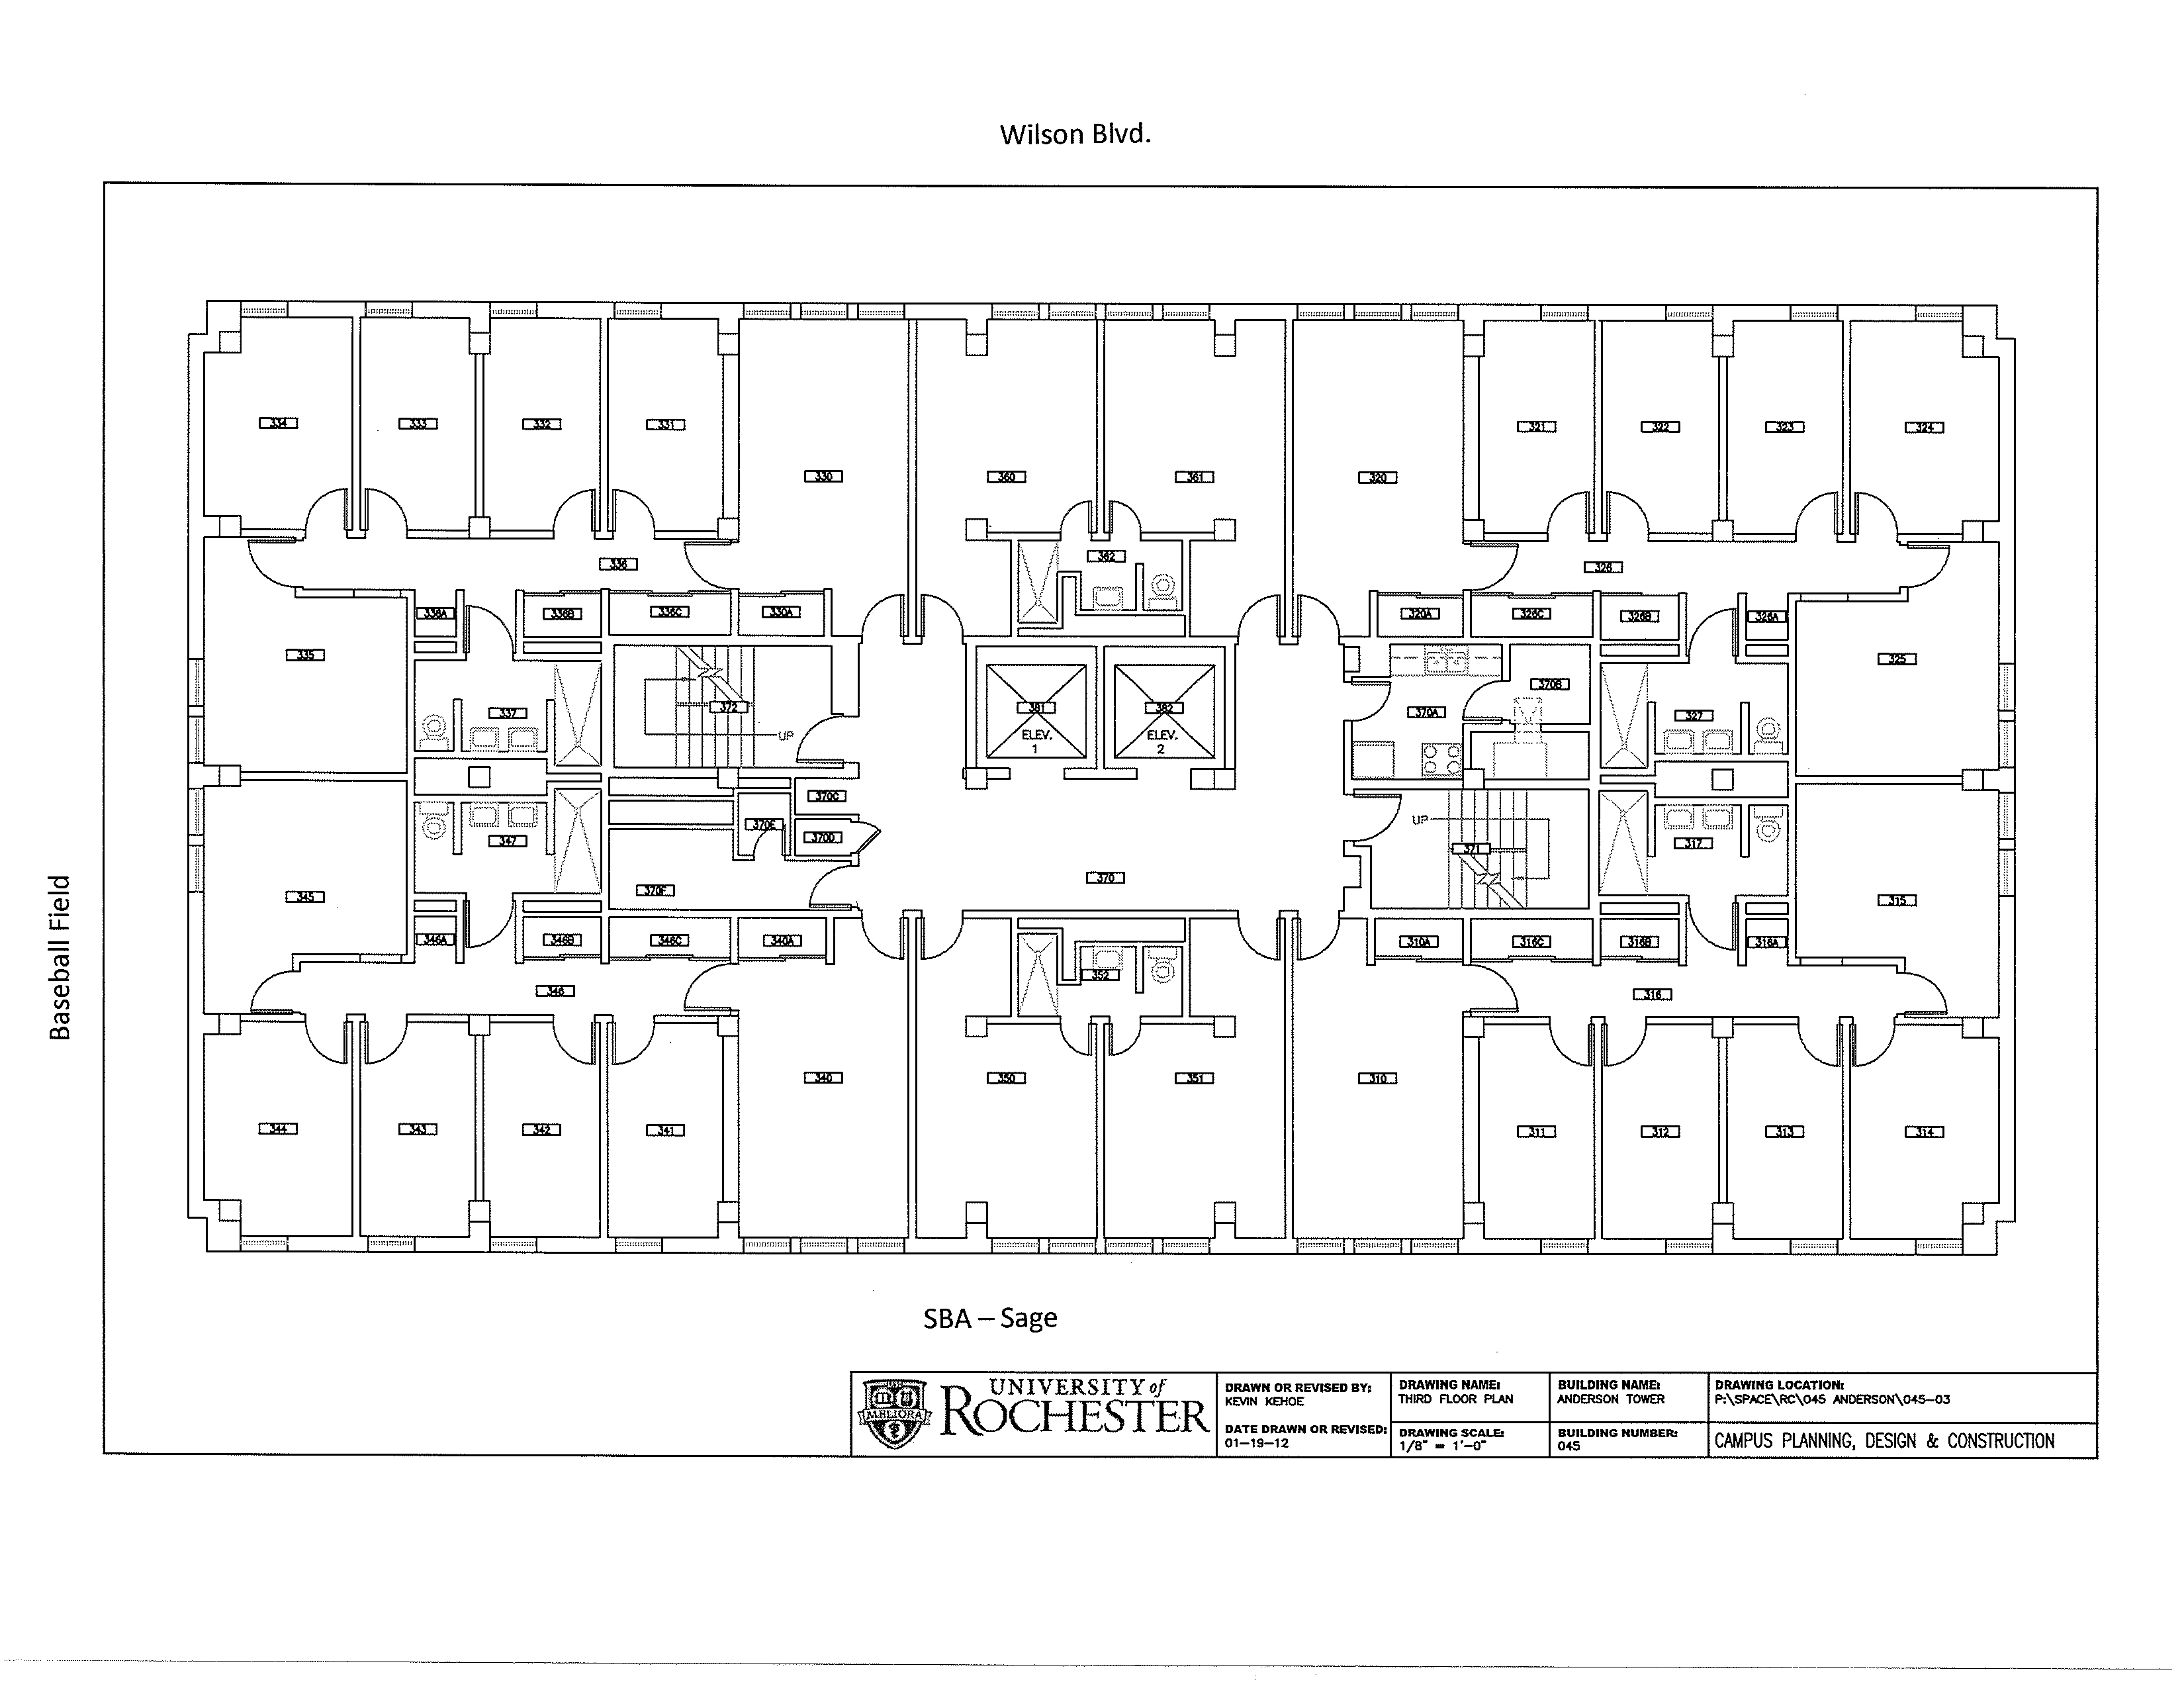 Wilson Blvd.
334
333
332
331
330
360
361
320
321
322
323
324
362
336
326
336A
336B
336C
330A
320A
326C
326B
326A
335
325
370B
381
382
372
337
370A
327
UP
ELEV.
1
ELEV.
2
370C
370E
370D
UP
347
371
317
370
370F
345
315
Baseball Field
346A
346B
346C
340A
310A
316C
316B
316A
352
346
316
340
350
351
310
344
343
342
341
311
312
313
314
SBA – Sage
MELIORA
UNIVERSITY of
ROCHESTER
DRAWN OR REVISED BY:
KEVIN KEHOE
DATE DRAWN OR REVISED:
01-19-12
DRAWING NAME:
THIRD FLOOR PLAN
DRAWING SCALE:
1/8" = 1'-0"
BUILDING NAME:
ANDERSON TOWER
BUILDING NUMBER:
045
DRAWING LOCATION:
P:\SPACE\RC\045 ANDERSON\045-03
CAMPUS PLANNING, DESIGN & CONSTRUCTION